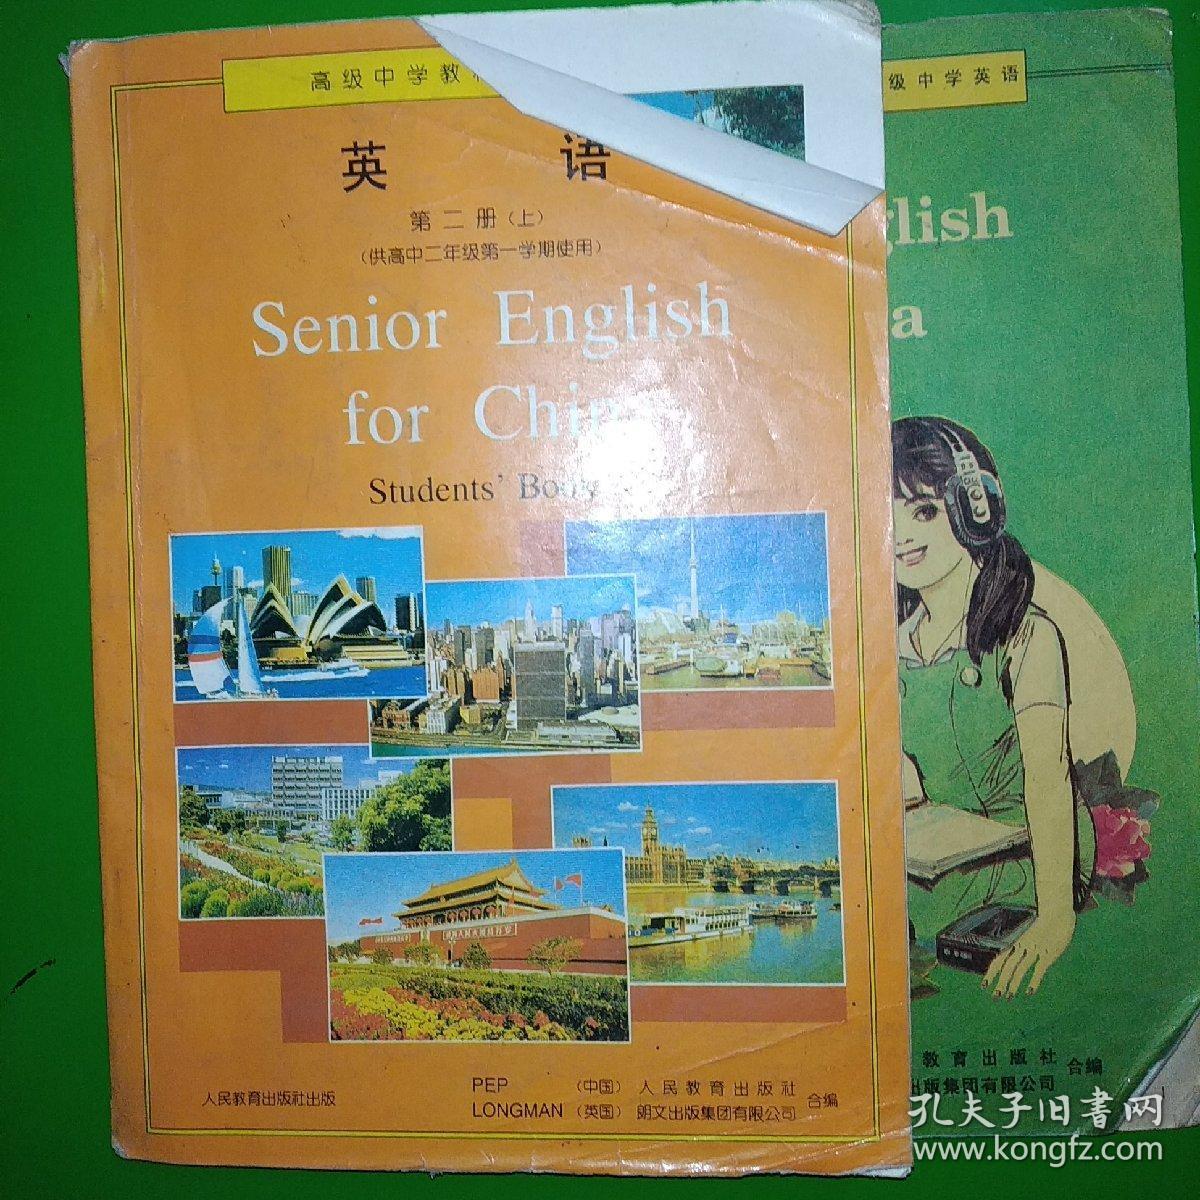 高级中学教
英 语
第二册（上）
（供高中二年级第一学期使用）
Senior English
for Chin
Students' Boo
人民教育出版社出版
PEP （中国） 人民教育出版社
LONGMAN （英国） 朗文出版集团有限公司
合编
级中学英语
glish
a
教育出版社
出版集团有限公司
合编
孔夫子旧书网
www.kongfz.com